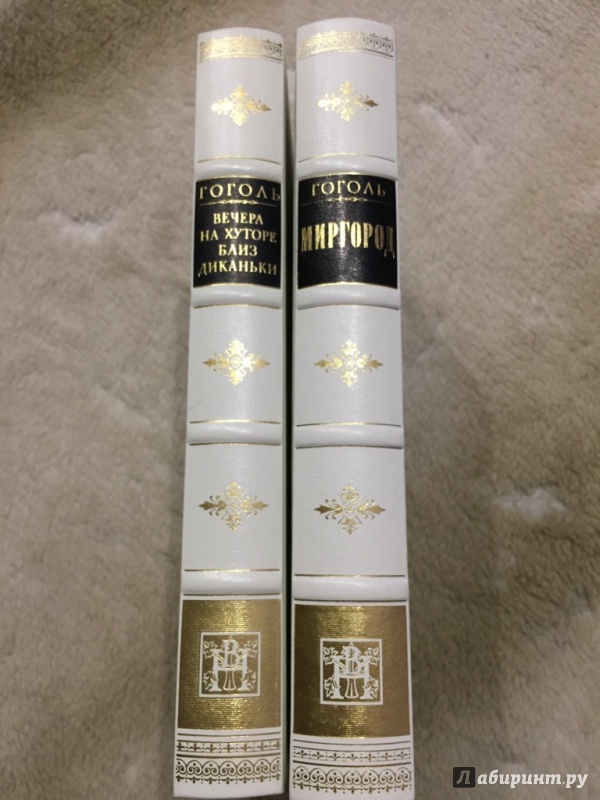 ГОГОЛЬ
ВЕЧЕРА
НА ХУТОРЕ
БЛИЗ
ДИКАНЬКИ
ГОГОЛЬ
МИРГОРОД
Лабиринт.ру